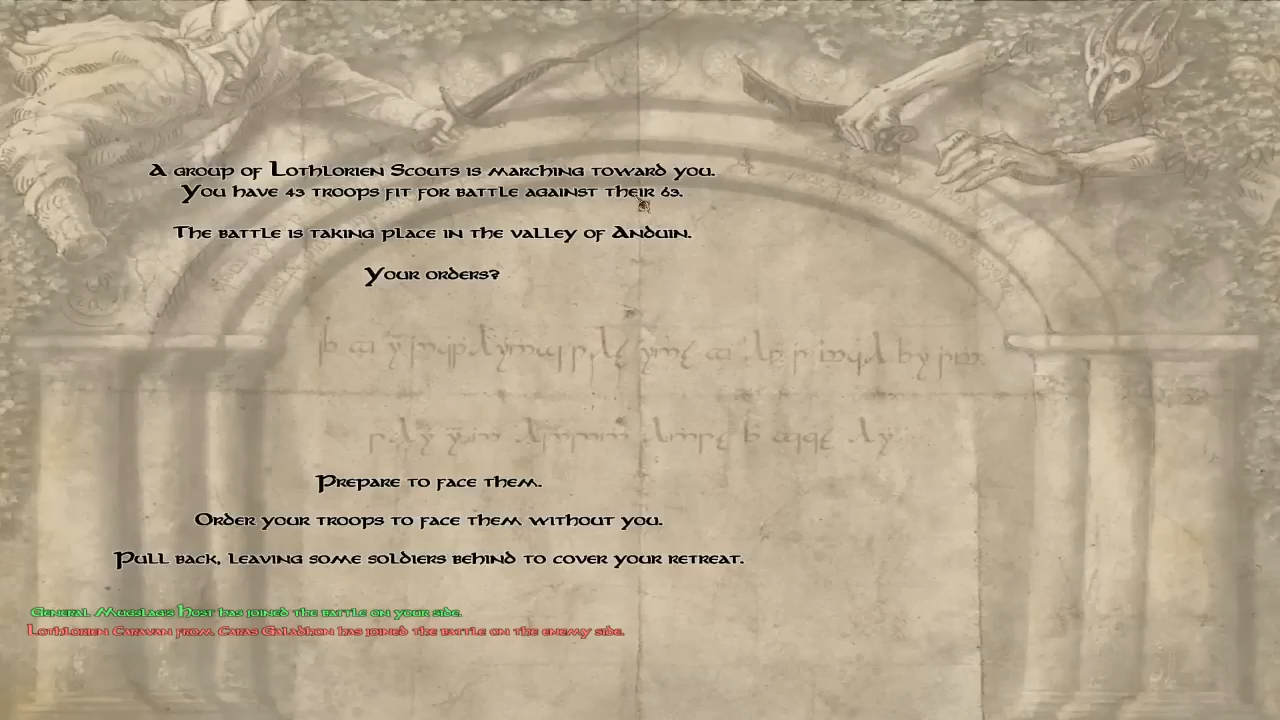 A group of Lothlorien Scouts is marching toward you.
You have 43 troops fit for battle against their 63.
The battle is taking place in the valley of Anduin.
Your orders?
Prepare to face them.
Order your troops to face them without you.
Pull back, leaving some soldiers behind to cover your retreat.
General Mugslag's Host has joined the battle on your side.
Lothlorien Caravan from Caras Galadhon has joined the battle on the enemy side.